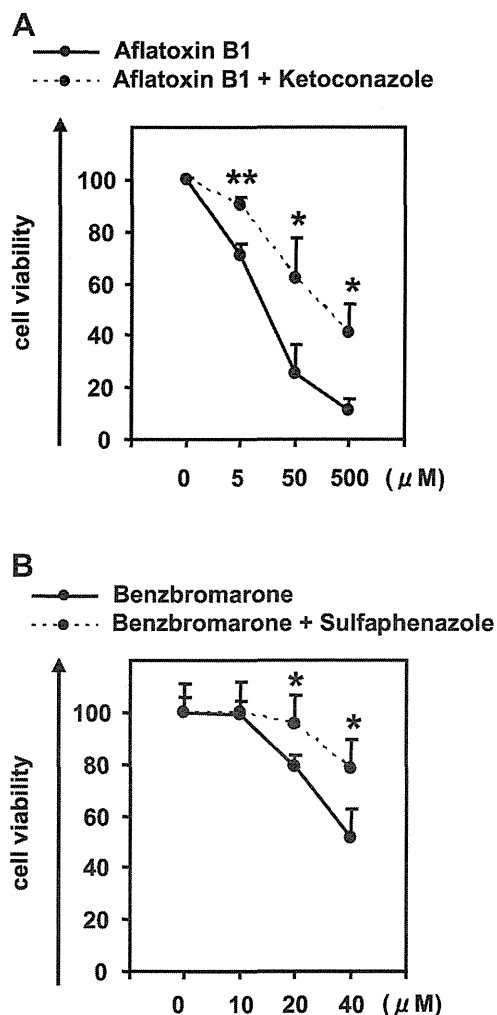 A
Aflatoxin B1
Aflatoxin B1 + Ketoconazole
cell viability
100
80
60
40
20
0
**
*
*
0 5 50 500 (μM)
B
Benzbromarone
Benzbromarone + Sulfaphenazole
cell viability
100
80
60
40
20
0
*
*
0 10 20 40 (μM)